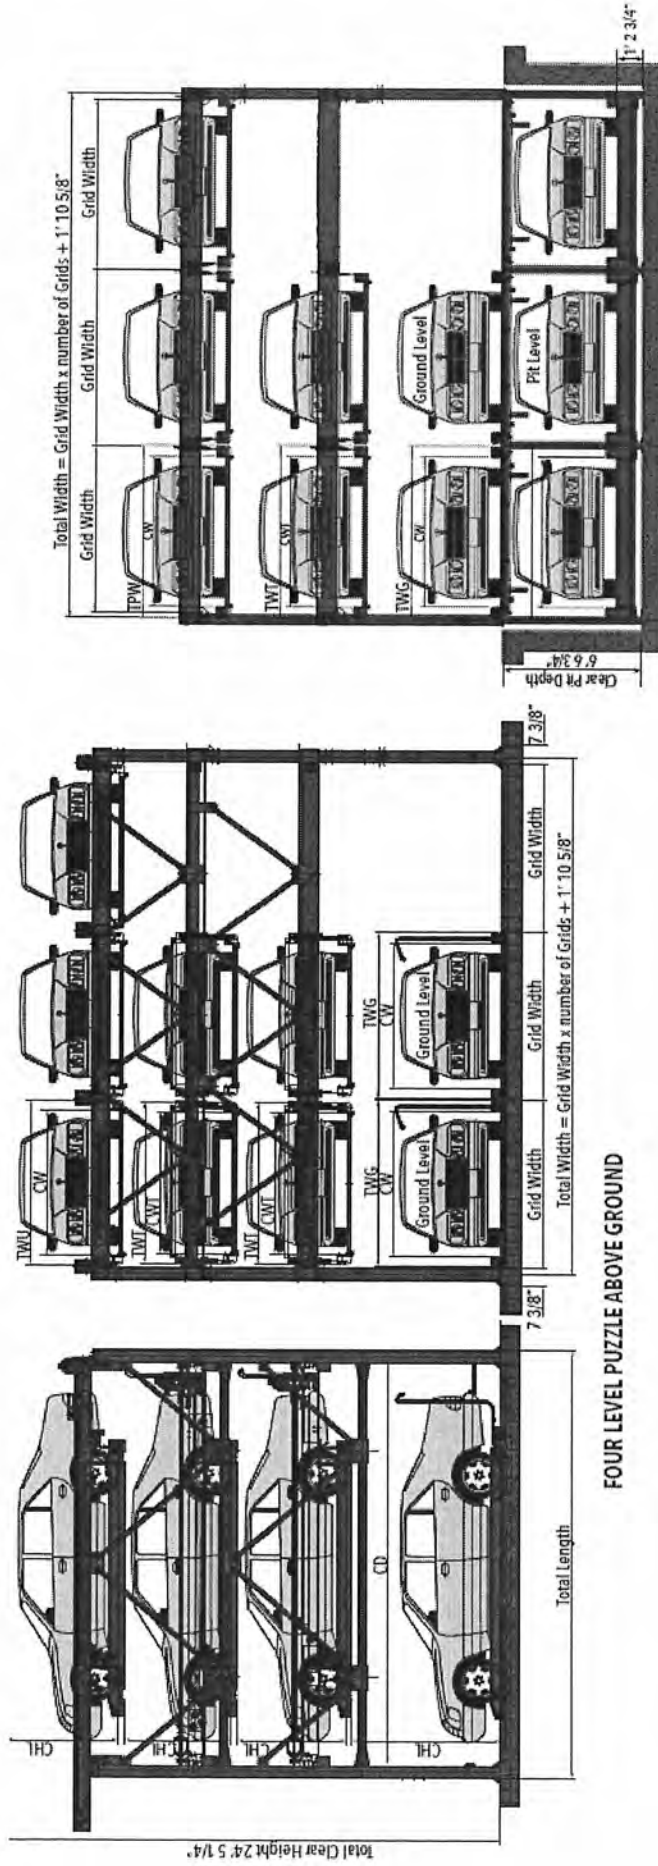 CHL
CHL
CHL
CHL
CD
Total Clear Height 24' 5 1/4"
Total Length
TWU
CW
TWT
CWT
TWT
CWT
TWG
CW
Ground Level
TWG
CW
Ground Level
Grid Width
Grid Width
Grid Width
7 3/8"
7 3/8"
Total Width = Grid Width x number of Grids + 1' 10 5/8"
FOUR LEVEL PUZZLE ABOVE GROUND
Total Width = Grid Width x number of Grids + 1' 10 5/8"
Grid Width
Grid Width
Grid Width
TPW
CW
TWT
CWT
TWG
CW
Ground Level
Pit Level
Clear Pit Depth
6' 6 3/4"
1' 2 3/4"